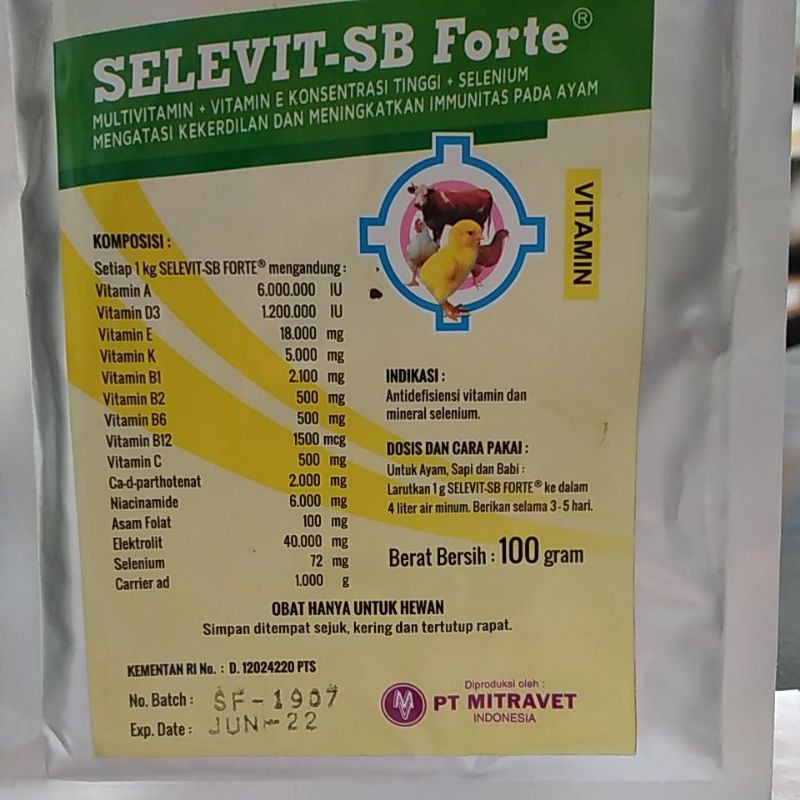 SELEVIT-SB Forte®
MULTIVITAMIN + VITAMIN E KONSENTRASI TINGGI + SELENIUM
MENGATASI KEKERDILAN DAN MENINGKATKAN IMMUNITAS PADA AYAM
VITAMIN
KOMPOSISI :
Setiap 1 kg SELEVIT-SB FORTE® mengandung :
Vitamin A 6.000.000 IU
Vitamin D3 1.200.000 IU
Vitamin E 18.000 mg
Vitamin K 5.000 mg
Vitamin B1 2.100 mg
Vitamin B2 500 mg
Vitamin B6 500 mg
Vitamin B12 1500 mcg
Vitamin C 500 mg
Ca-d-parthotenat 2.000 mg
Niacinamide 6.000 mg
Asam Folat 100 mg
Elektrolit 40.000 mg
Selenium 72 mg
Carrier ad 1.000 g
INDIKASI :
Antidefisiensi vitamin dan
mineral selenium.
DOSIS DAN CARA PAKAI :
Untuk Ayam, Sapi dan Babi :
Larutkan 1 g SELEVIT-SB FORTE® ke dalam
4 liter air minum. Berikan selama 3-5 hari.
Berat Bersih : 100 gram
OBAT HANYA UNTUK HEWAN
Simpan ditempat sejuk, kering dan tertutup rapat.
KEMENTAN RI No. : D. 12024220 PTS
No. Batch : SF-1907
Exp. Date : JUN-22
Diproduksi oleh :
PT MITRAVET
INDONESIA